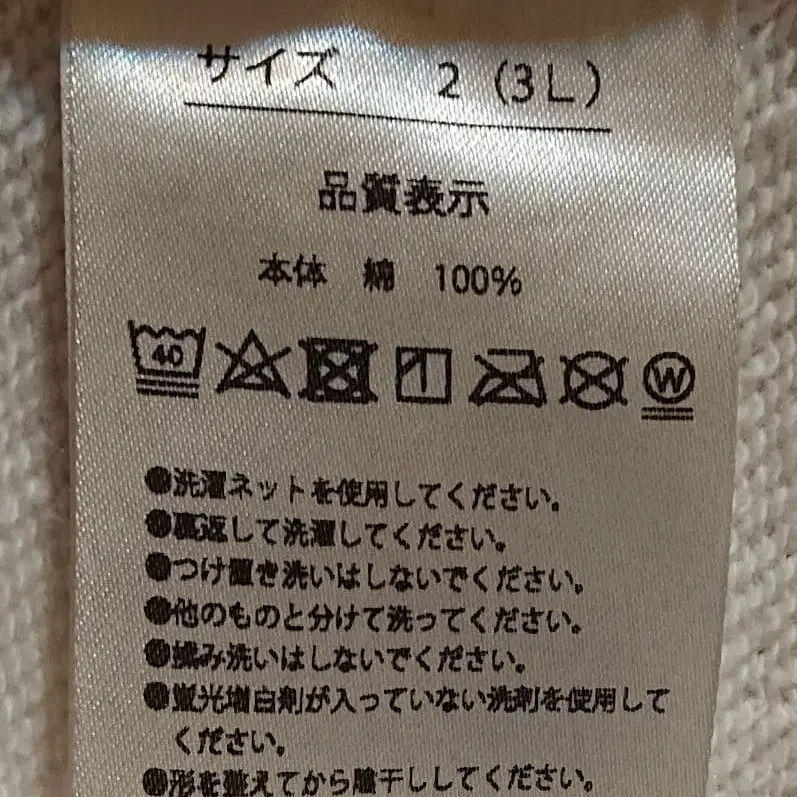 サイズ 2 (3L)
品質表示
本体 綿 100%
40 W
●洗濯ネットを使用してください。
●裏返して洗濯してください。
●つけ置き洗いはしないでください。
●他のものと分けて洗ってください。
●揉み洗いはしないでください。
●蛍光増白剤が入っていない洗剤を使用して
ください。
●形を整えてから陰干ししてください。